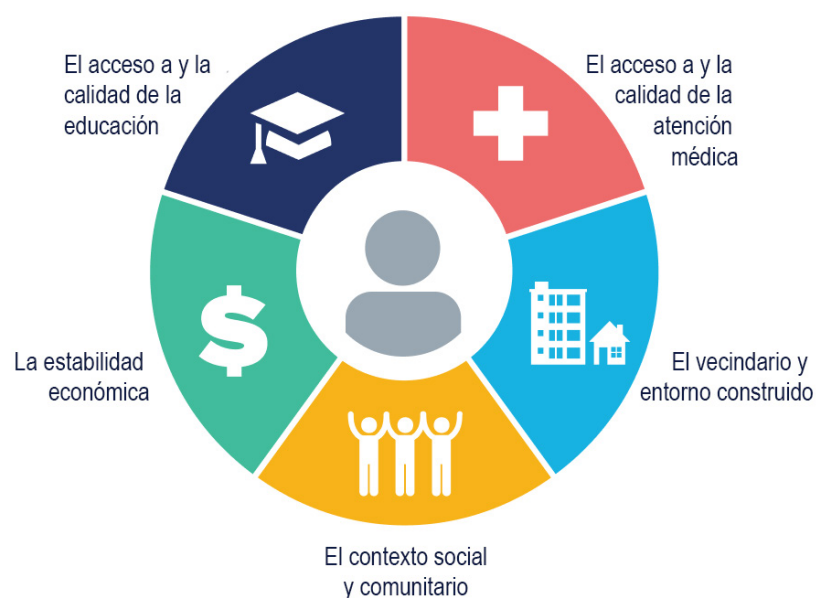 El acceso a y la
calidad de la
educación
El acceso a y la
calidad de la
atención
médica
La estabilidad
económica
El vecindario y
entorno construido
El contexto social
y comunitario